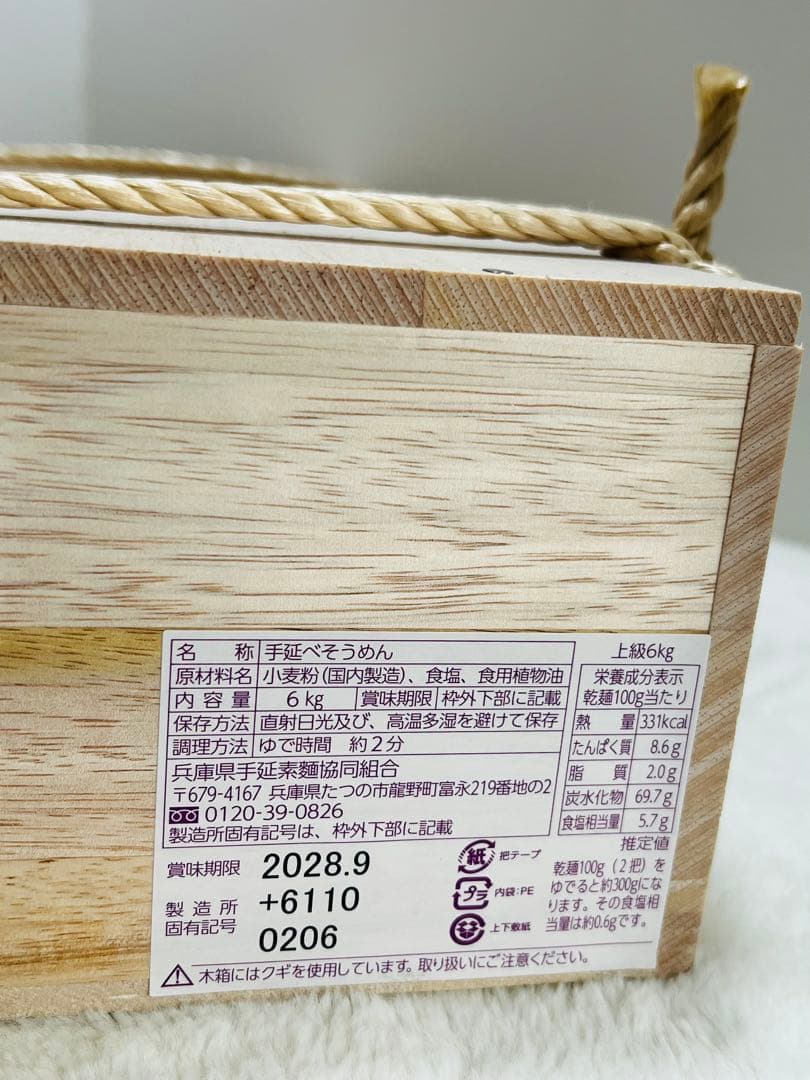 名称 手延べそうめん
原材料名 小麦粉(国内製造)、食塩、食用植物油
内容量 6kg 賞味期限 枠外下部に記載
保存方法 直射日光及び、高温多湿を避けて保存
調理方法 ゆで時間 約2分
兵庫県手延素麵協同組合
〒679-4167 兵庫県たつの市龍野町富永219番地の2
0120-39-0826
製造所固有記号は、枠外下部に記載
上級6kg
栄養成分表示
乾麺100g当たり
熱量 331kcal
たんぱく質 8.6g
脂質 2.0g
炭水化物 69.7g
食塩相当量 5.7g
推定値
賞味期限 2028.9
製造所
固有記号
+6110
0206
紙 把テープ
プラ 内袋:PE
上下敷紙
乾麺100g(2把)を
ゆでると約300gにな
ります。その食塩相
当量は約0.6gです。
木箱にはクギを使用しています。取り扱いにご注意ください。